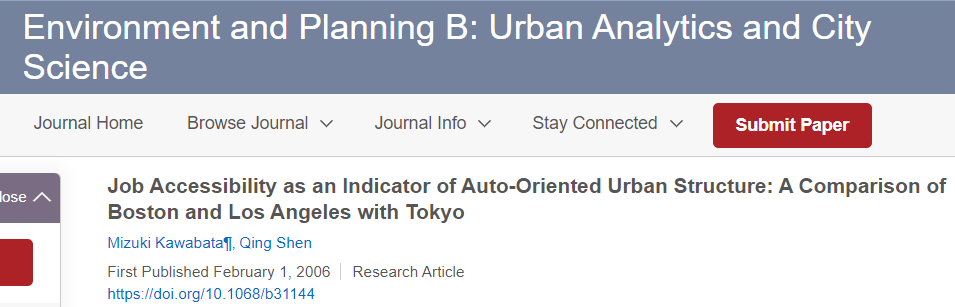 Environment and Planning B: Urban Analytics and City
Science
Journal Home Browse Journal Journal Info Stay Connected Submit Paper
lose
Job Accessibility as an Indicator of Auto-Oriented Urban Structure: A Comparison of
Boston and Los Angeles with Tokyo
Mizuki Kawabata¶, Qing Shen
First Published February 1, 2006 Research Article
https://doi.org/10.1068/b31144